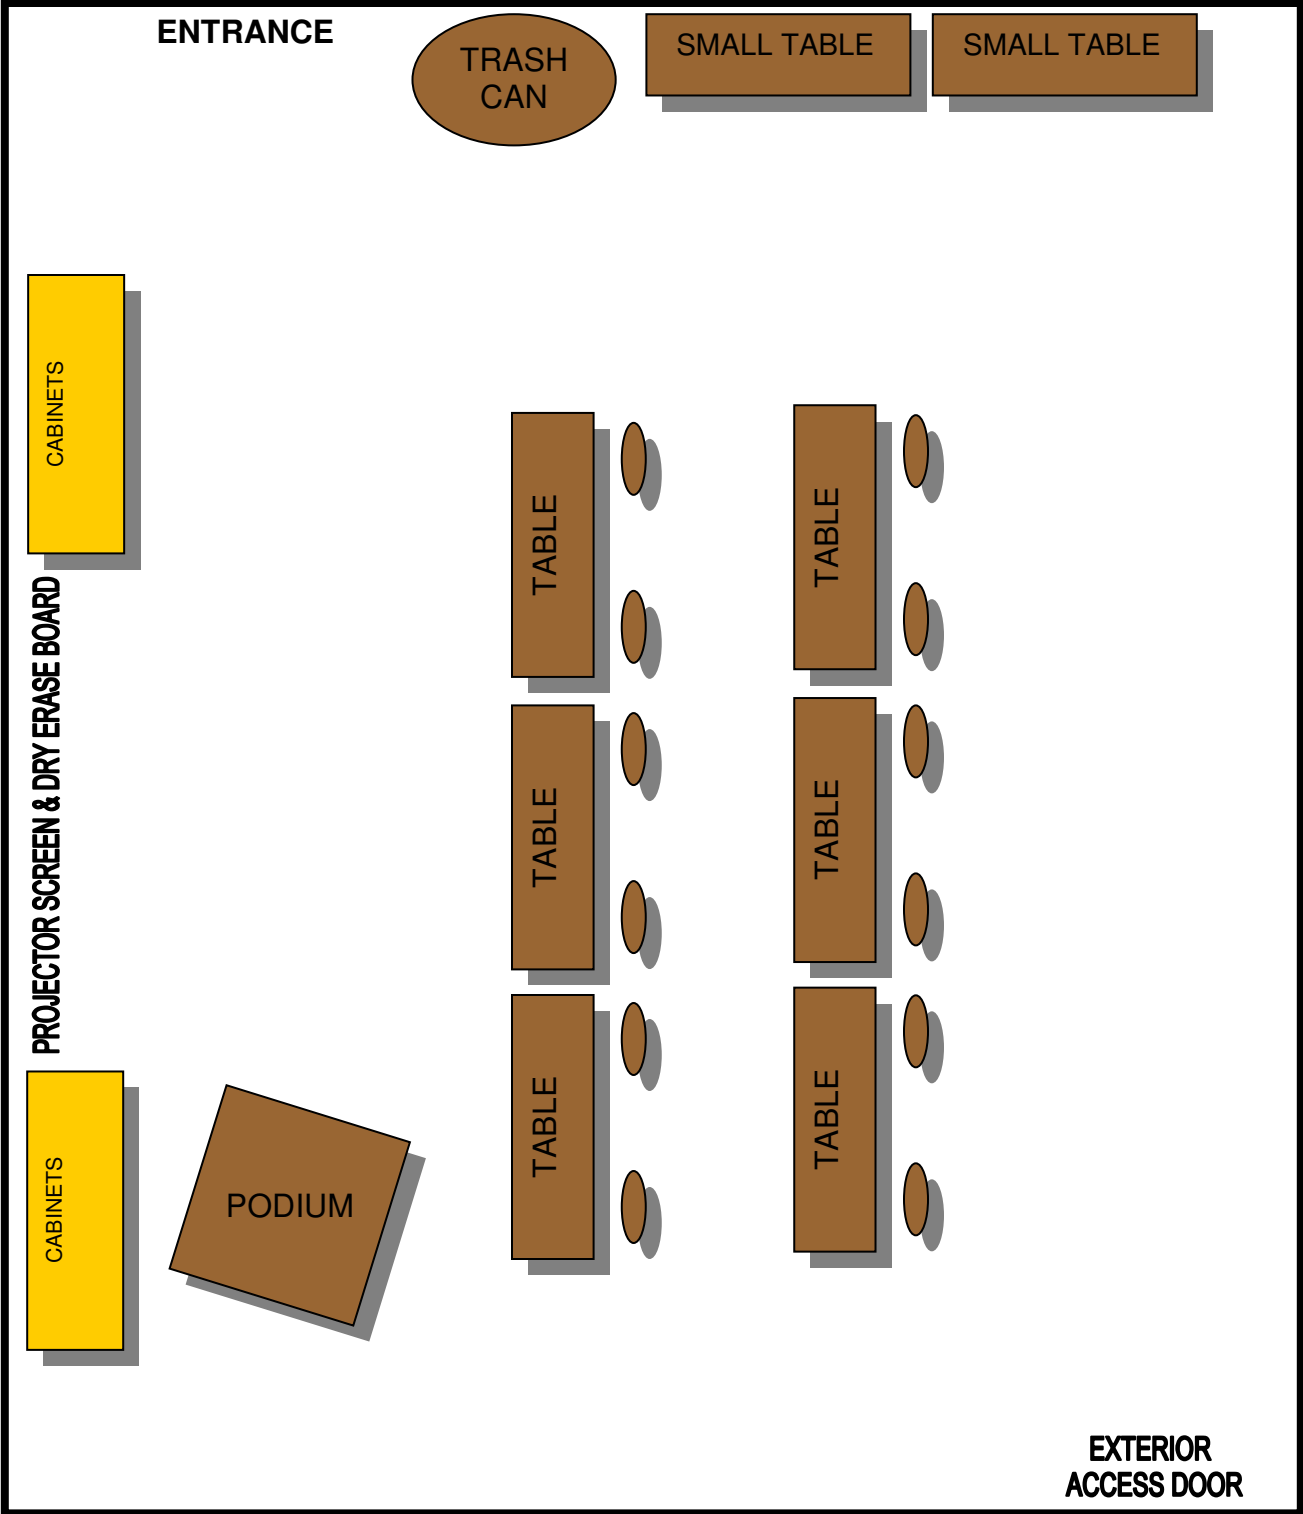 ENTRANCE
TRASH
CAN
SMALL TABLE
SMALL TABLE
CABINETS
PROJECTOR SCREEN & DRY ERASE BOARD
CABINETS
PODIUM
TABLE
TABLE
TABLE
TABLE
TABLE
TABLE
EXTERIOR
ACCESS DOOR